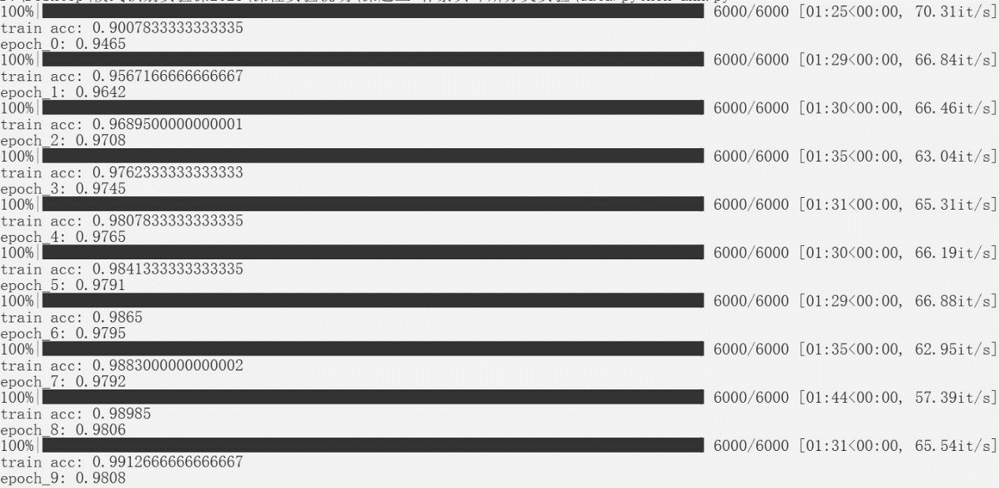 100%| 6000/6000 [01:25<00:00, 70.31it/s]
train acc: 0.9007833333333335
epoch_0: 0.9465
100%| 6000/6000 [01:29<00:00, 66.84it/s]
train acc: 0.9567166666666667
epoch_1: 0.9642
100%| 6000/6000 [01:30<00:00, 66.46it/s]
train acc: 0.9689500000000001
epoch_2: 0.9708
100%| 6000/6000 [01:35<00:00, 63.04it/s]
train acc: 0.9762333333333333
epoch_3: 0.9745
100%| 6000/6000 [01:31<00:00, 65.31it/s]
train acc: 0.9807833333333335
epoch_4: 0.9765
100%| 6000/6000 [01:30<00:00, 66.19it/s]
train acc: 0.9841333333333335
epoch_5: 0.9791
100%| 6000/6000 [01:29<00:00, 66.88it/s]
train acc: 0.9865
epoch_6: 0.9795
100%| 6000/6000 [01:35<00:00, 62.95it/s]
train acc: 0.9883000000000002
epoch_7: 0.9792
100%| 6000/6000 [01:44<00:00, 57.39it/s]
train acc: 0.98985
epoch_8: 0.9806
100%| 6000/6000 [01:31<00:00, 65.54it/s]
train acc: 0.9912666666666667
epoch_9: 0.9808